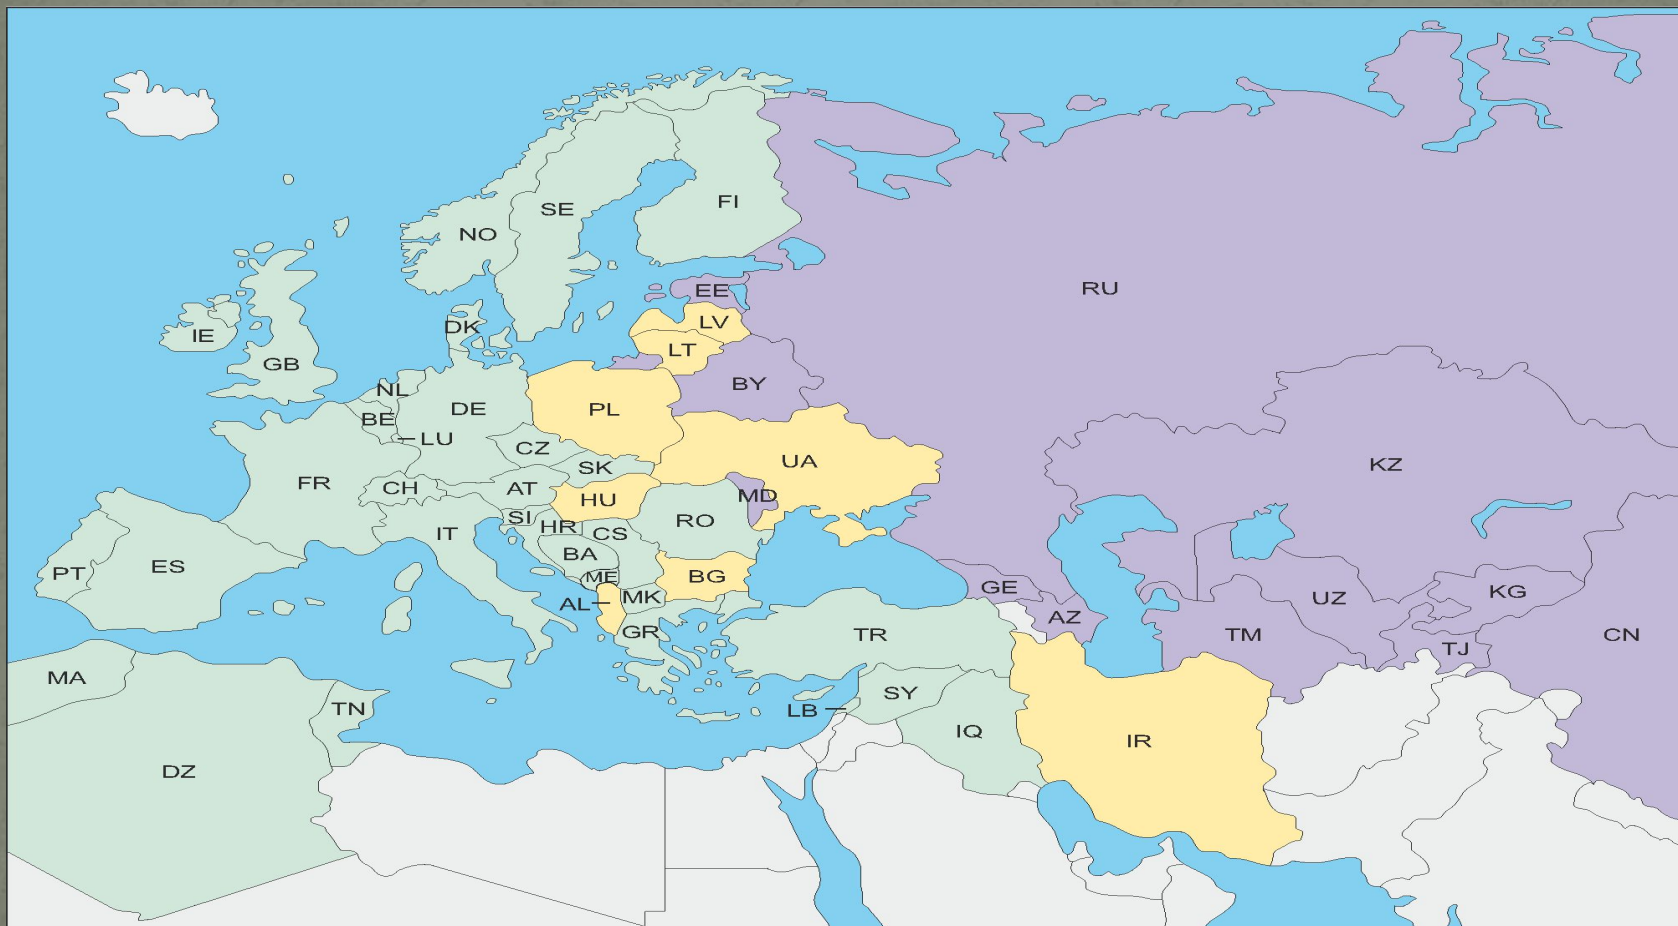 SE
FI
NO
RU
EE
DK
LV
IE
LT
GB
BY
NL
BE
DE
PL
LU
CZ
UA
KZ
SK
FR
CH
AT
HU
MD
SI
HR
RO
IT
CS
BA
ES
PT
ME
BG
GE
KG
UZ
AL
MK
AZ
GR
TR
TM
CN
TJ
MA
SY
TN
LB
IQ
IR
DZ